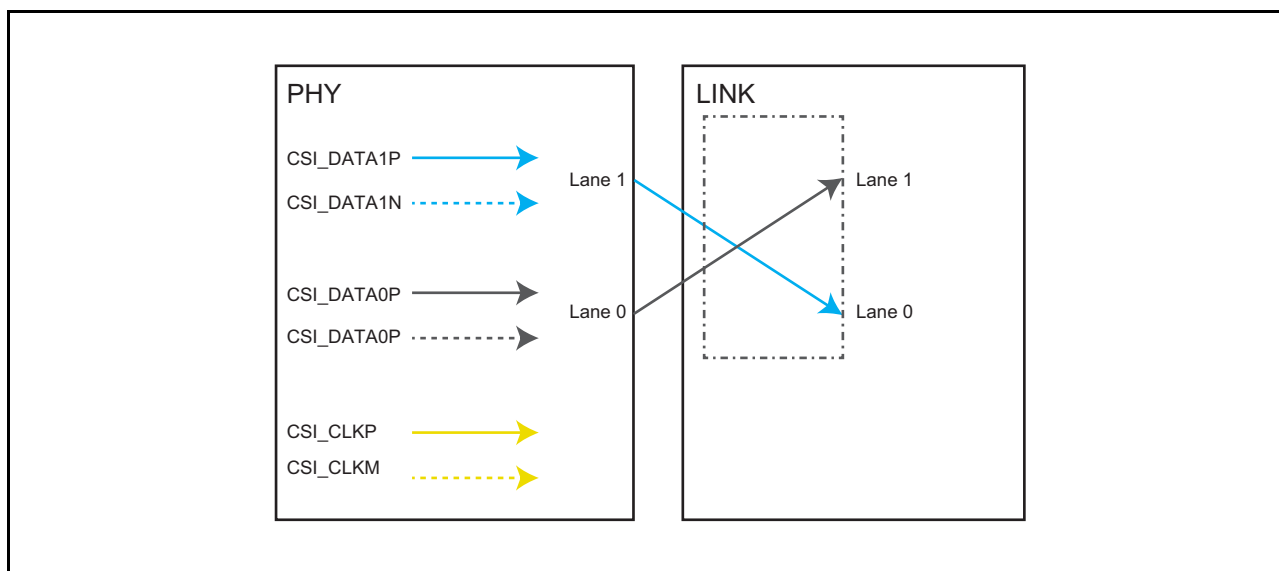 PHY
CSI_DATA1P
CSI_DATA1N
Lane 1
CSI_DATA0P
CSI_DATA0P
Lane 0
CSI_CLKP
CSI_CLKM
LINK
Lane 1
Lane 0